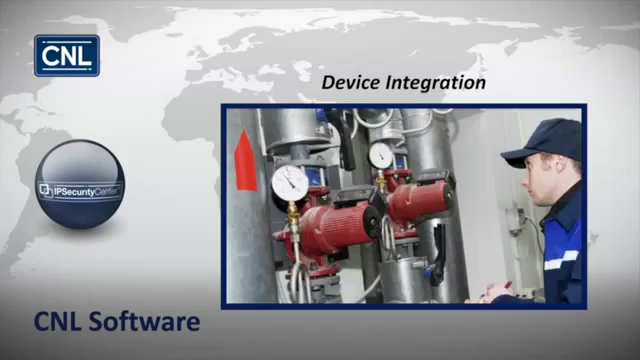 CNL
Device Integration
IPSecurityCenter
CNL Software